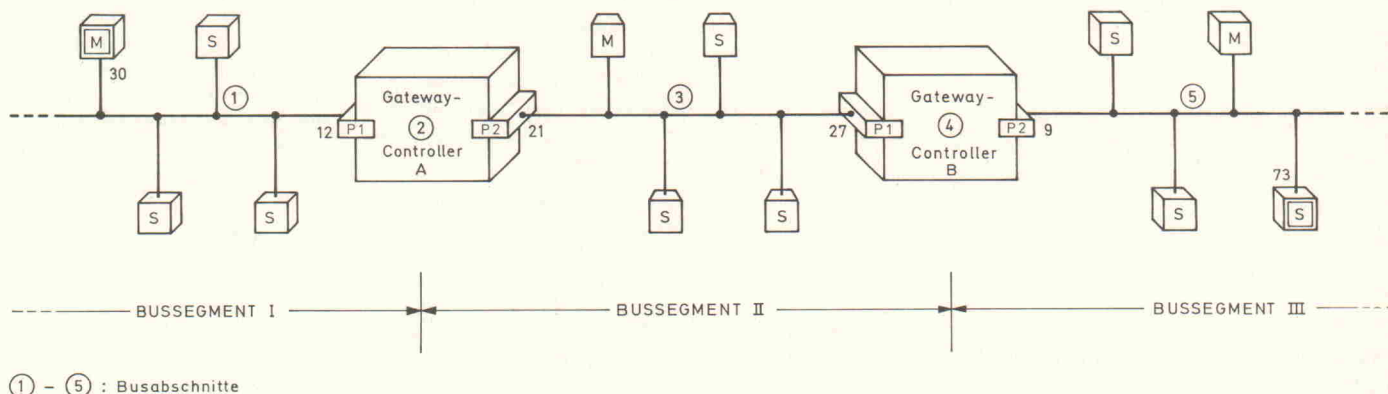 M
S
M
S
S
M
30
1
3
5
Gateway-
2
Controller
A
Gateway-
4
Controller
B
12
P1
P2
21
27
P1
P2
9
73
S
S
S
S
S
S
BUSSEGMENT I
BUSSEGMENT II
BUSSEGMENT III
1 - 5 : Busabschnitte